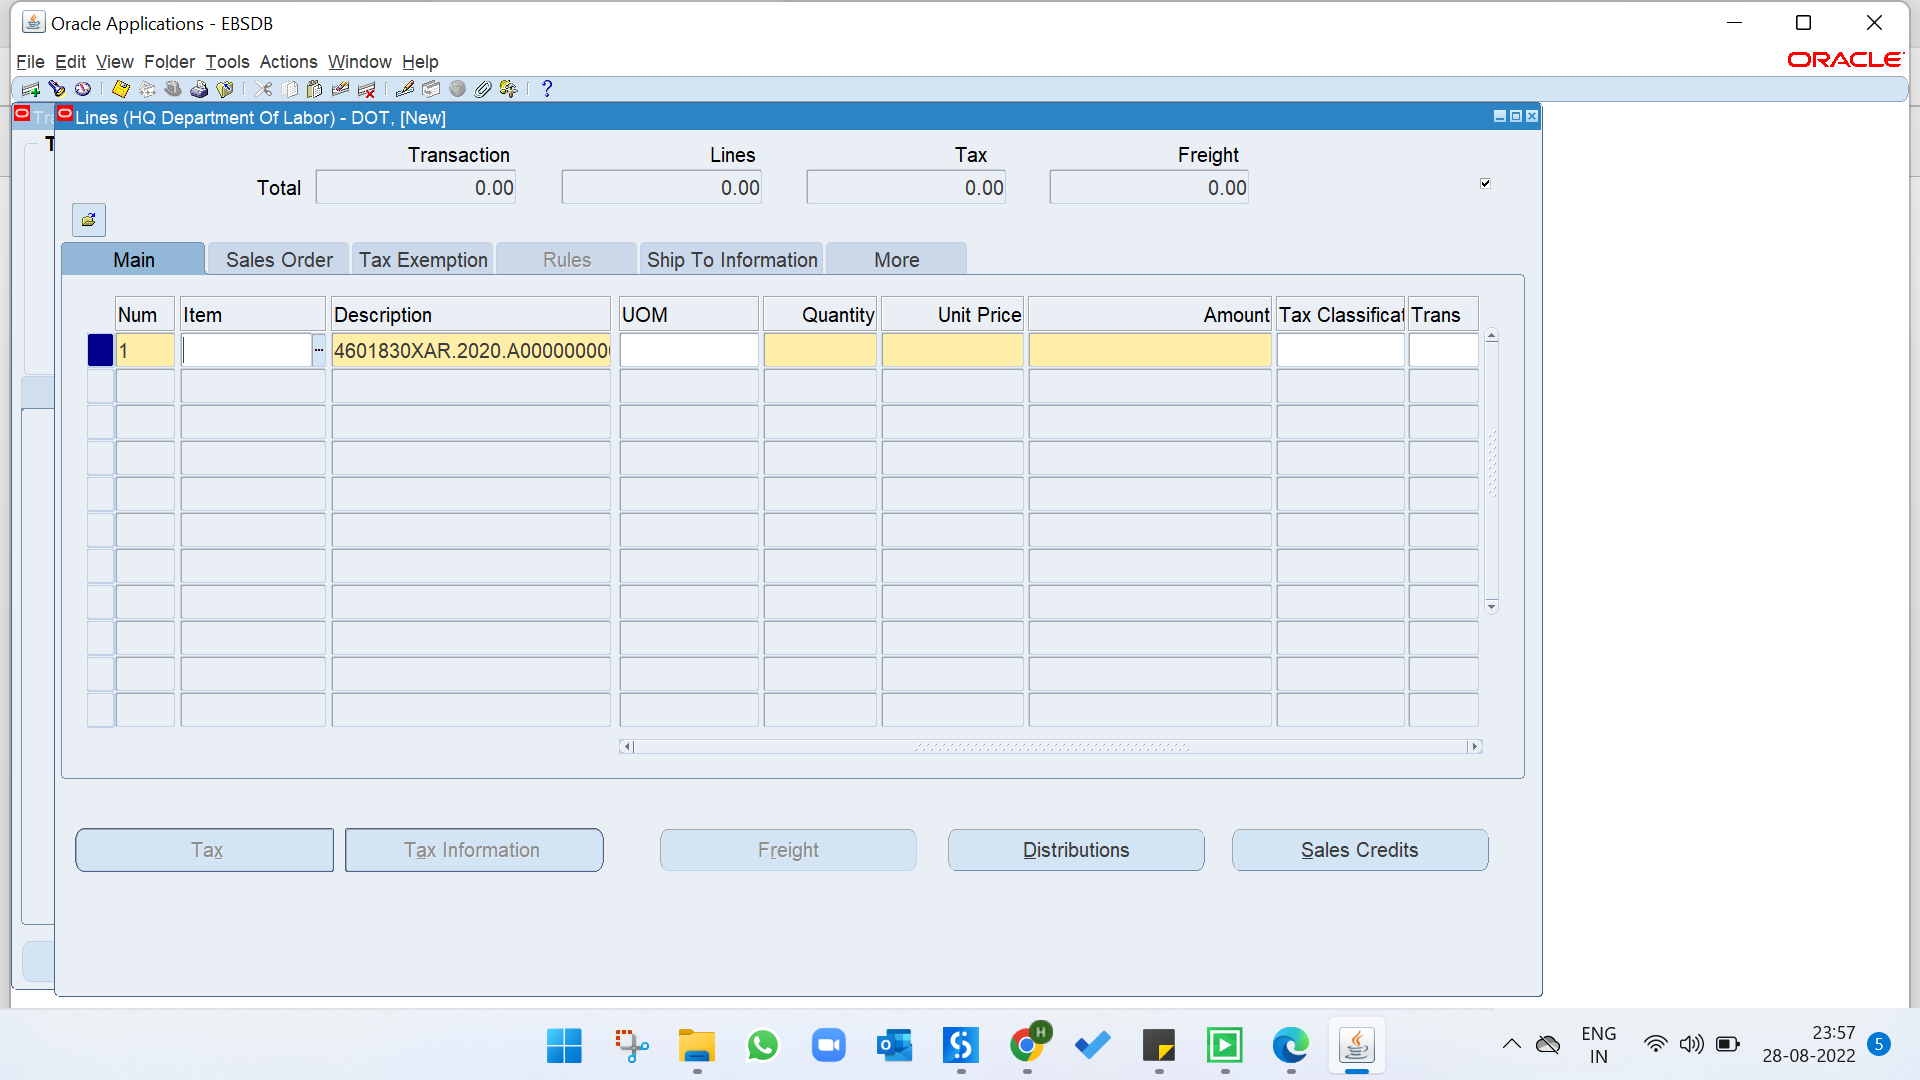 Oracle Applications - EBSDB
File Edit View Folder Tools Actions Window Help
ORACLE
Lines (HQ Department Of Labor) - DOT, [New]
Transaction Lines Tax Freight
Total 0.00 0.00 0.00 0.00
Main Sales Order Tax Exemption Rules Ship To Information More
Num Item Description UOM Quantity Unit Price Amount Tax Classificat Trans
1 ... 4601830XAR.2020.A000000000
Tax Tax Information Freight Distributions Sales Credits
ENG
IN
23:57
28-08-2022
5
H